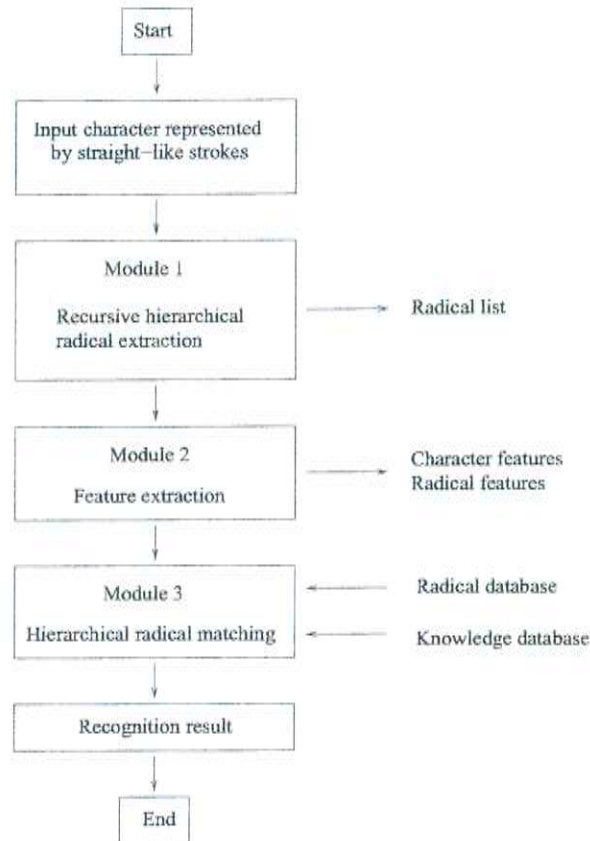 Start
Input character represented
by straight-like strokes
Module 1
Recursive hierarchical
radical extraction
Radical list
Module 2
Feature extraction
Character features
Radical features
Module 3
Hierarchical radical matching
Radical database
Knowledge database
Recognition result
End